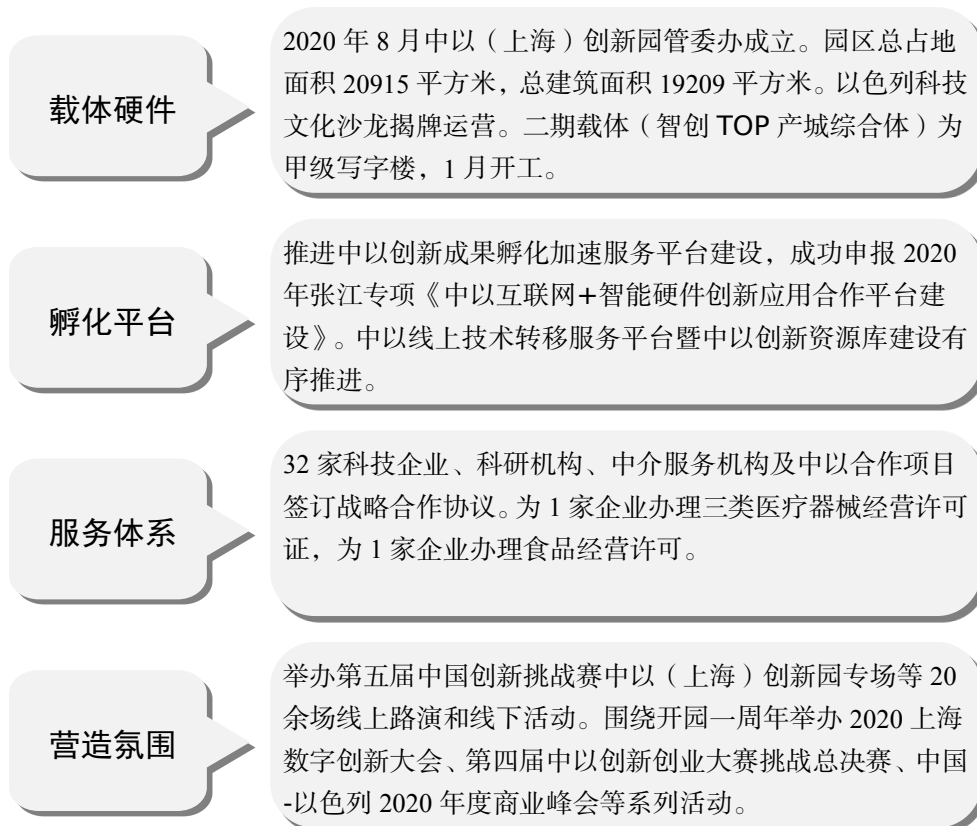 载体硬件
2020 年 8 月中以（上海）创新园管委办成立。园区总占地
面积 20915 平方米，总建筑面积 19209 平方米。以色列科技
文化沙龙揭牌运营。二期载体（智创 TOP 产城综合体）为
甲级写字楼，1 月开工。
孵化平台
推进中以创新成果孵化加速服务平台建设，成功申报 2020
年张江专项《中以互联网+智能硬件创新应用合作平台建
设》。中以线上技术转移服务平台暨中以创新资源库建设有
序推进。
服务体系
32 家科技企业、科研机构、中介服务机构及中以合作项目
签订战略合作协议。为 1 家企业办理三类医疗器械经营许可
证，为 1 家企业办理食品经营许可。
营造氛围
举办第五届中国创新挑战赛中以（上海）创新园专场等 20
余场线上路演和线下活动。围绕开园一周年举办 2020 上海
数字创新大会、第四届中以创新创业大赛挑战总决赛、中国
-以色列 2020 年度商业峰会等系列活动。